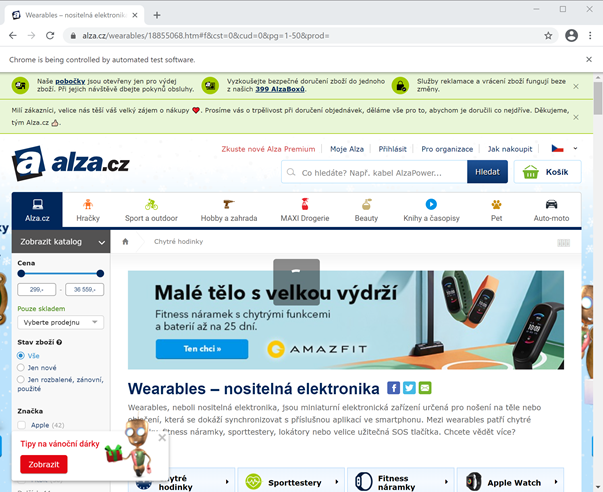 Wearables – nositelná elektronik
alza.cz/wearables/18855068.htm#f&cst=0&cud=0&pg=1-50&prod=
Chrome is being controlled by automated test software.
Naše pobočky jsou otevřeny jen pro výdej zboží. Při jejich návštěvě dbejte pokynů obsluhy.
Vyzkoušejte bezpečné doručení zboží do jednoho z našich 399 AlzaBoxů.
Služby reklamace a vrácení zboží fungují beze změny.
Milí zákazníci, velice nás těší váš velký zájem o nákupy. Prosíme vás o trpělivost při doručení objednávek, děláme vše pro to, abychom je doručili co nejdříve. Děkujeme,
tým Alza.cz
Zkuste nové Alza Premium
Moje Alza
Přihlásit
Pro organizace
Jak nakoupit
alza.cz
Co hledáte? Např. kabel AlzaPower...
Hledat
Košík
Alza.cz
Hračky
Sport a outdoor
Hobby a zahrada
MAXI Drogerie
Beauty
Knihy a časopisy
Pet
Auto-moto
Zobrazit katalog
Chytré hodinky
Cena
299,-
-
36 559,-
Pouze skladem
Vyberte prodejnu
Stav zboží
Vše
Jen nové
Jen rozbalené, zánovní,
použité
Značka
Apple (42)
Malé tělo s velkou výdrží
Fitness náramek s chytrými funkcemi
a baterií až na 25 dní.
Ten chci »
AMAZFIT
Wearables – nositelná elektronika
Wearables, neboli nositelná elektronika, jsou miniaturní elektronická zařízení určená pro nošení na těle nebo
oblečení, která se dokáží synchronizovat s příslušnou aplikací ve smartphonu. Mezi wearables patří chytré
fitness náramky, sporttestery, lokátory nebo velice užitečná SOS tlačítka. Chcete vědět více?
Tipy na vánoční dárky
Zobrazit
Chytré
hodinky
Sporttestery
Fitness
náramky
Apple Watch